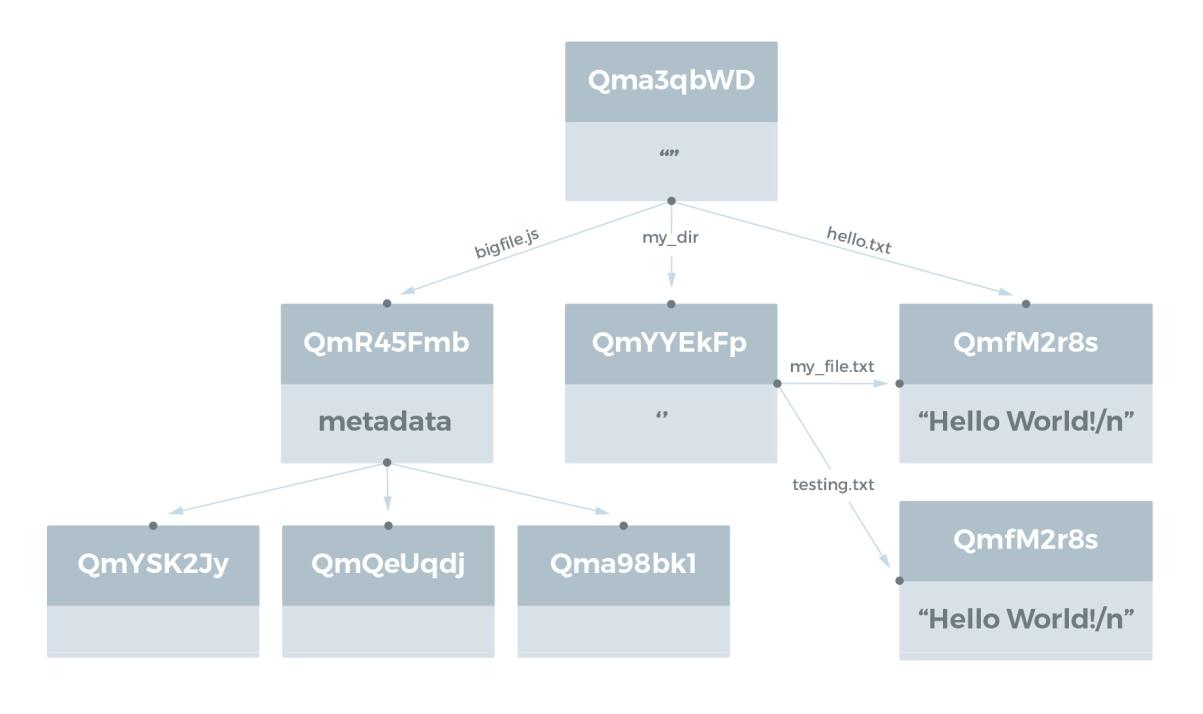 Qma3qbWD
“”
bigfile.js
my_dir
hello.txt
QmR45Fmb
metadata
QmYYEkFp
‘’
my_file.txt
QmfM2r8s
“Hello World!/n”
testing.txt
QmYSK2Jy
QmQeUqdj
Qma98bk1
QmfM2r8s
“Hello World!/n”